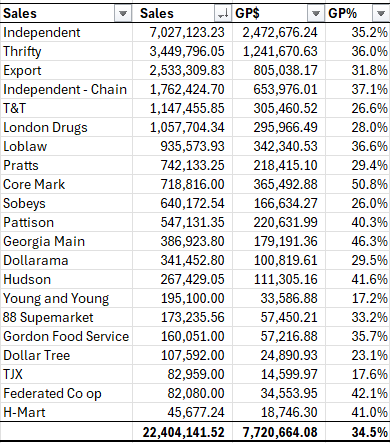 Sales Sales GP$ GP%
Independent 7,027,123.23 2,472,676.24 35.2%
Thrifty 3,449,796.05 1,241,670.63 36.0%
Export 2,533,309.83 805,038.17 31.8%
Independent - Chain 1,762,424.70 653,976.01 37.1%
T&T 1,147,455.85 305,460.52 26.6%
London Drugs 1,057,704.34 295,966.49 28.0%
Loblaw 935,573.93 342,340.53 36.6%
Pratts 742,133.25 218,415.10 29.4%
Core Mark 718,816.00 365,492.88 50.8%
Sobeys 640,172.54 166,634.27 26.0%
Pattison 547,131.35 220,631.99 40.3%
Georgia Main 386,923.80 179,191.36 46.3%
Dollarama 341,452.80 100,819.61 29.5%
Hudson 267,429.05 111,305.16 41.6%
Young and Young 195,100.00 33,586.88 17.2%
88 Supemarket 173,235.56 57,450.21 33.2%
Gordon Food Service 160,051.00 57,216.88 35.7%
Dollar Tree 107,592.00 24,890.93 23.1%
TJX 82,959.00 14,599.97 17.6%
Federated Co op 82,080.00 34,553.95 42.1%
H-Mart 45,677.24 18,746.30 41.0%
22,404,141.52 7,720,664.08 34.5%